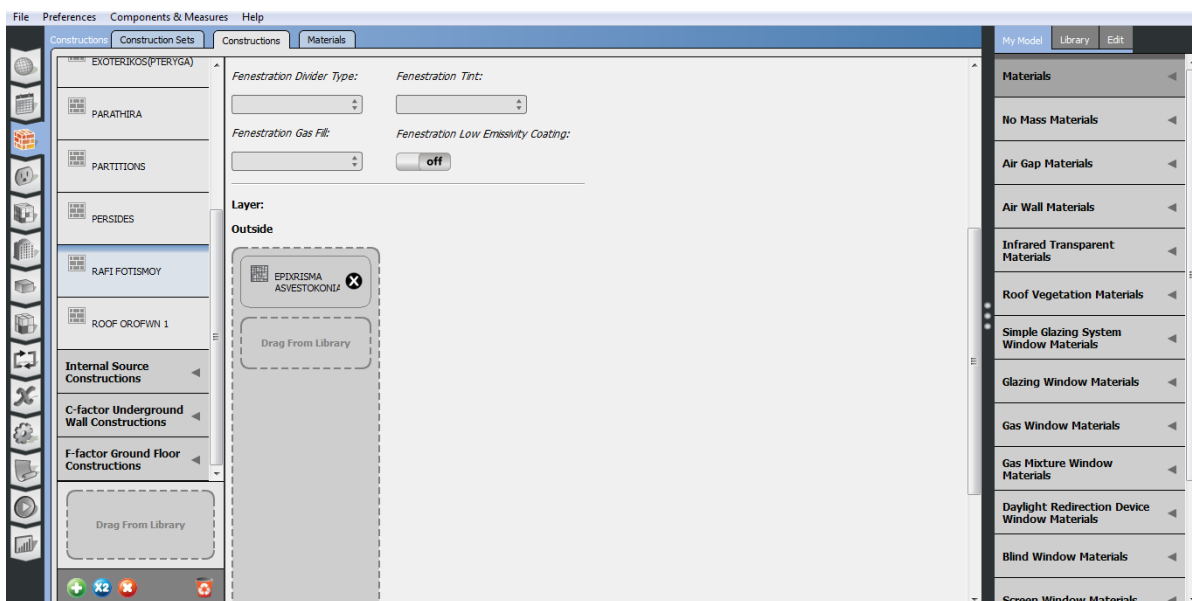 File Preferences Components & Measures Help
Constructions Construction Sets Constructions Materials
My Model Library Edit
EXOTERIKOS(PTERYGA)
PARATHIRA
PARTITIONS
PERSIDES
RAFI FOTISMOY
ROOF OROFWN 1
Internal Source
Constructions
C-factor Underground
Wall Constructions
F-factor Ground Floor
Constructions
Drag From Library
X2
Fenestration Divider Type: Fenestration Tint:
Fenestration Gas Fill: Fenestration Low Emissivity Coating:
off
Layer:
Outside
EPIXRISMA
ASVESTOKONIA
Drag From Library
Materials
No Mass Materials
Air Gap Materials
Air Wall Materials
Infrared Transparent
Materials
Roof Vegetation Materials
Simple Glazing System
Window Materials
Glazing Window Materials
Gas Window Materials
Gas Mixture Window
Materials
Daylight Redirection Device
Window Materials
Blind Window Materials
Screen Window Materials